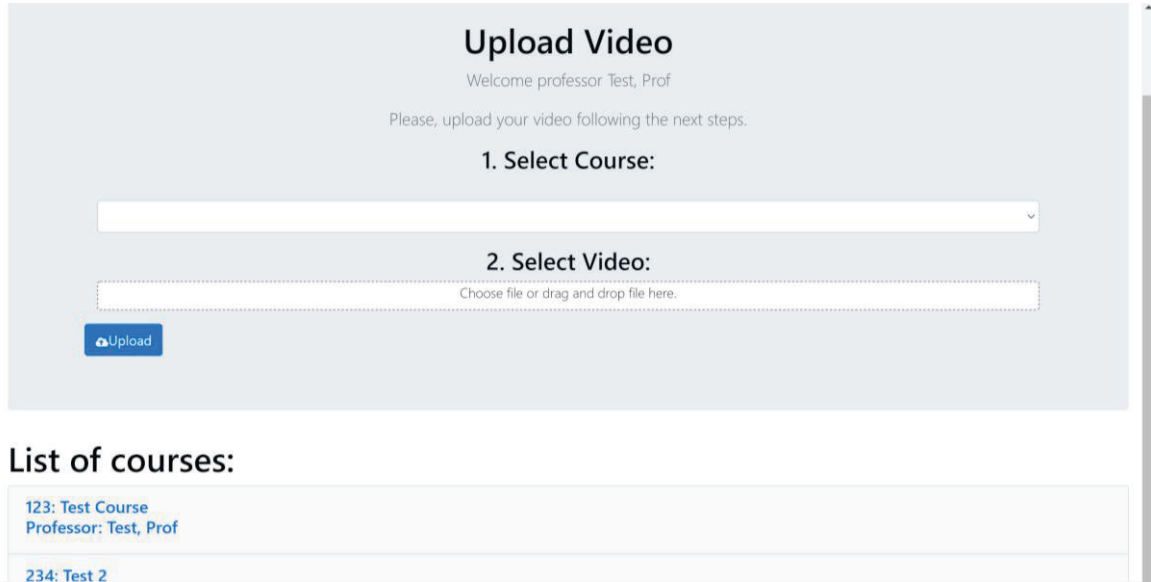 Upload Video
Welcome professor Test, Prof
Please, upload your video following the next steps.
1. Select Course:
2. Select Video:
Choose file or drag and drop file here.
Upload
List of courses:
123: Test Course
Professor: Test, Prof
234: Test 2